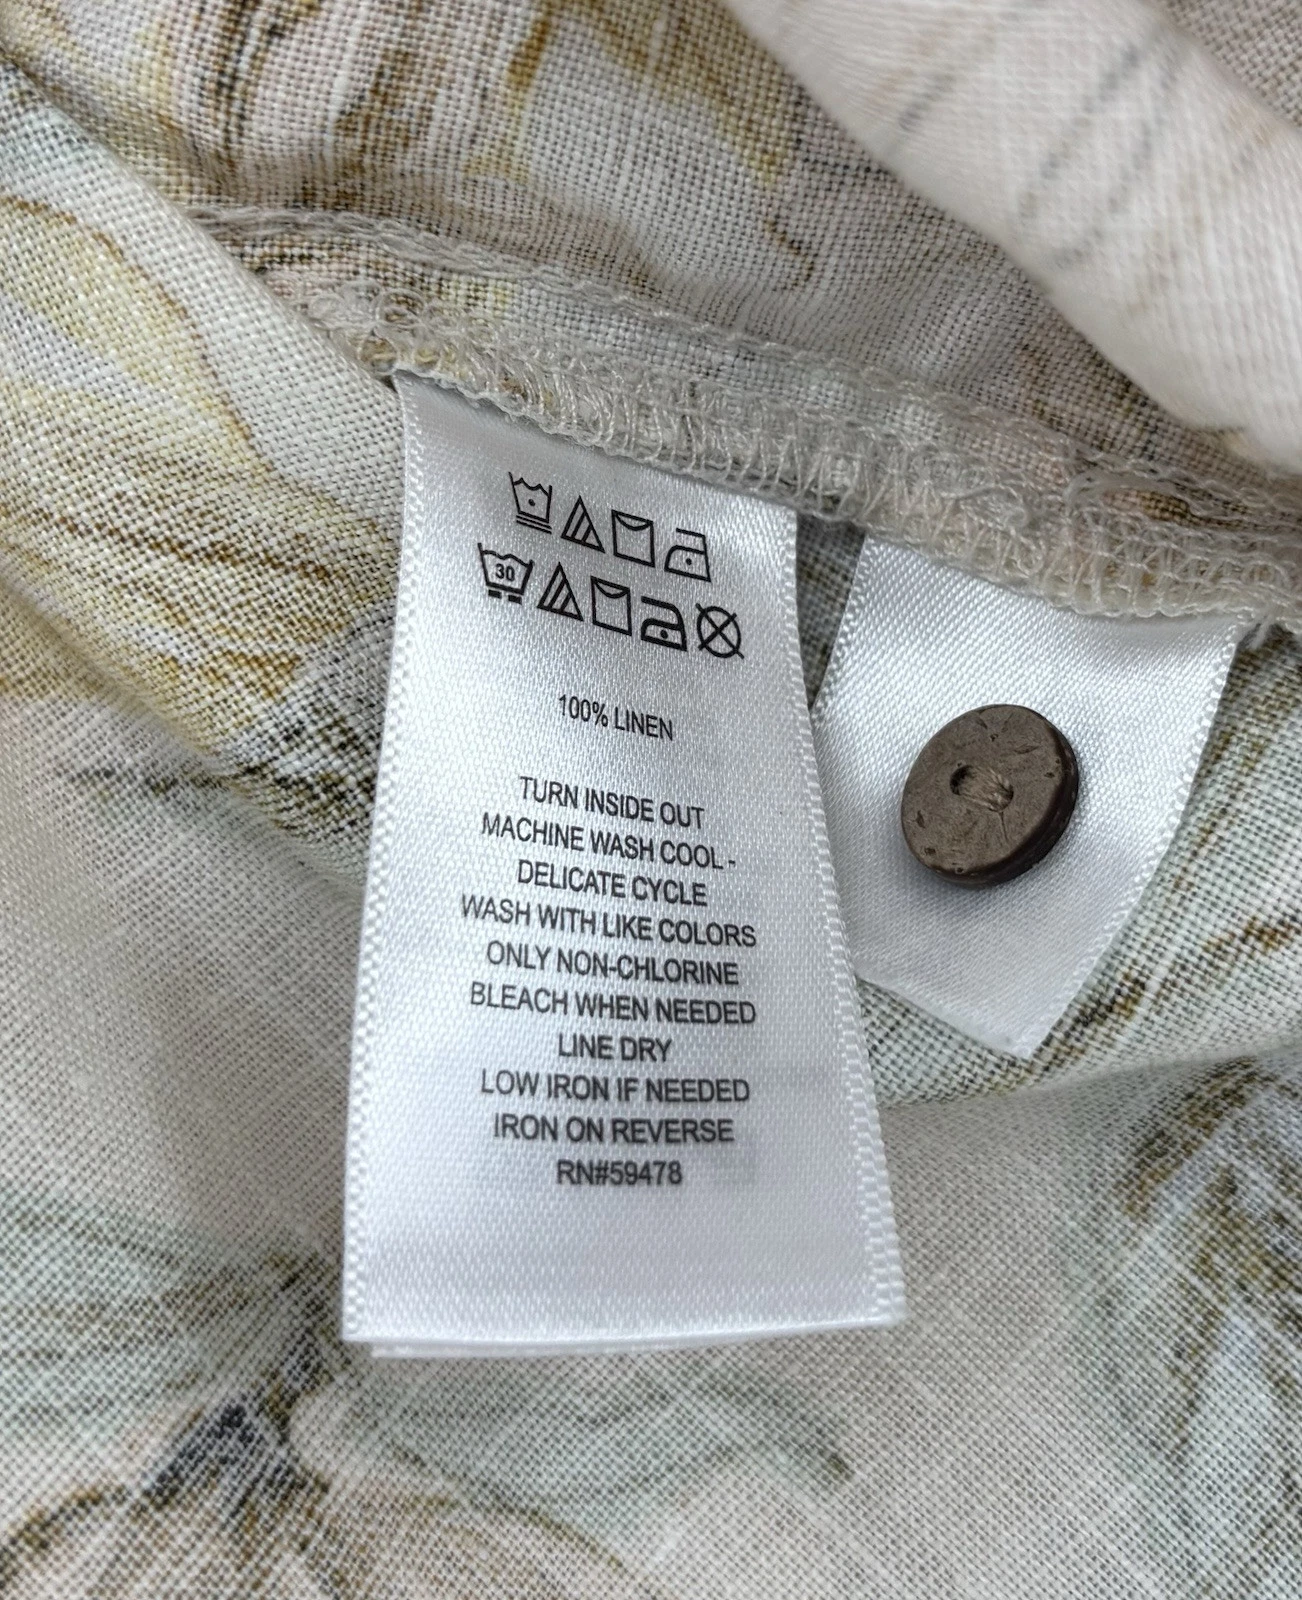 30
100% LINEN
TURN INSIDE OUT
MACHINE WASH COOL -
DELICATE CYCLE
WASH WITH LIKE COLORS
ONLY NON-CHLORINE
BLEACH WHEN NEEDED
LINE DRY
LOW IRON IF NEEDED
IRON ON REVERSE
RN#59478